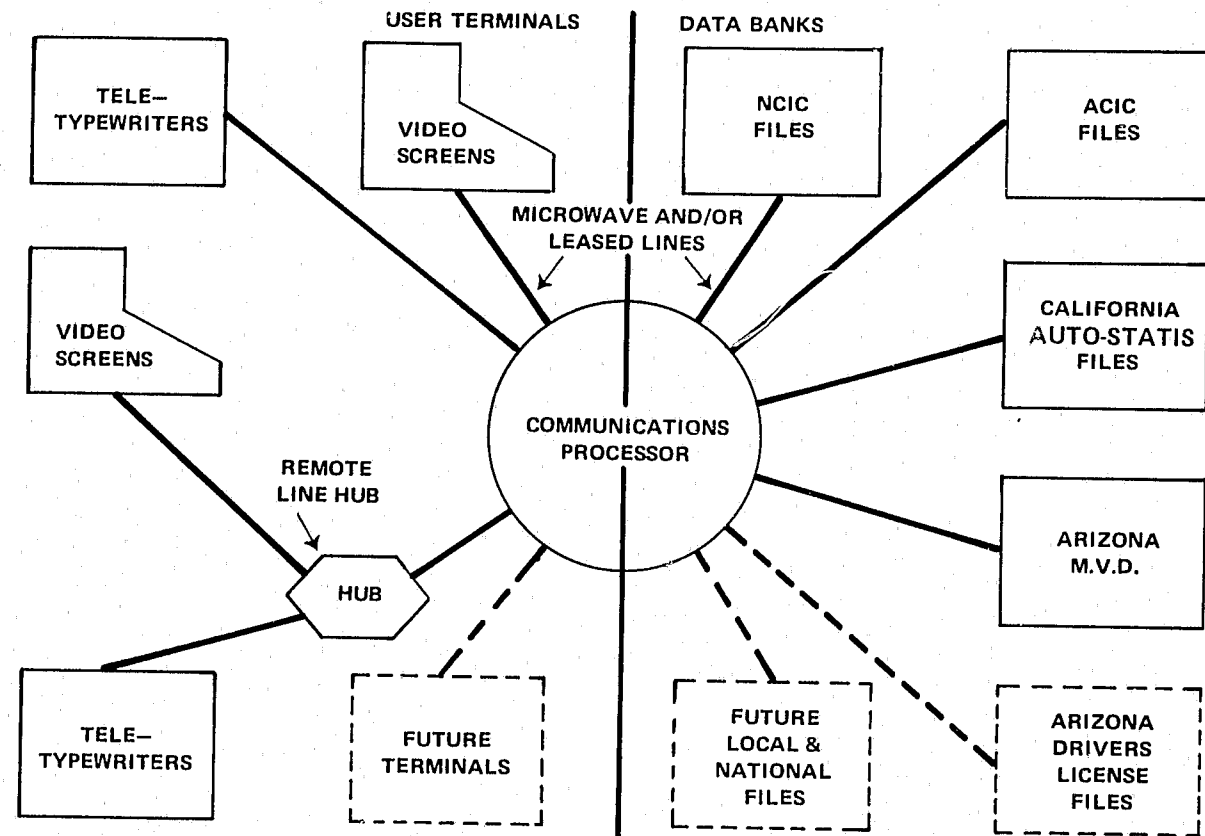 USER TERMINALS
DATA BANKS
TELE–
TYPEWRITERS
VIDEO
SCREENS
NCIC
FILES
ACIC
FILES
MICROWAVE AND/OR
LEASED LINES
VIDEO
SCREENS
CALIFORNIA
AUTO-STATIS
FILES
COMMUNICATIONS
PROCESSOR
REMOTE
LINE HUB
HUB
ARIZONA
M.V.D.
TELE–
TYPEWRITERS
FUTURE
TERMINALS
FUTURE
LOCAL &
NATIONAL
FILES
ARIZONA
DRIVERS
LICENSE
FILES